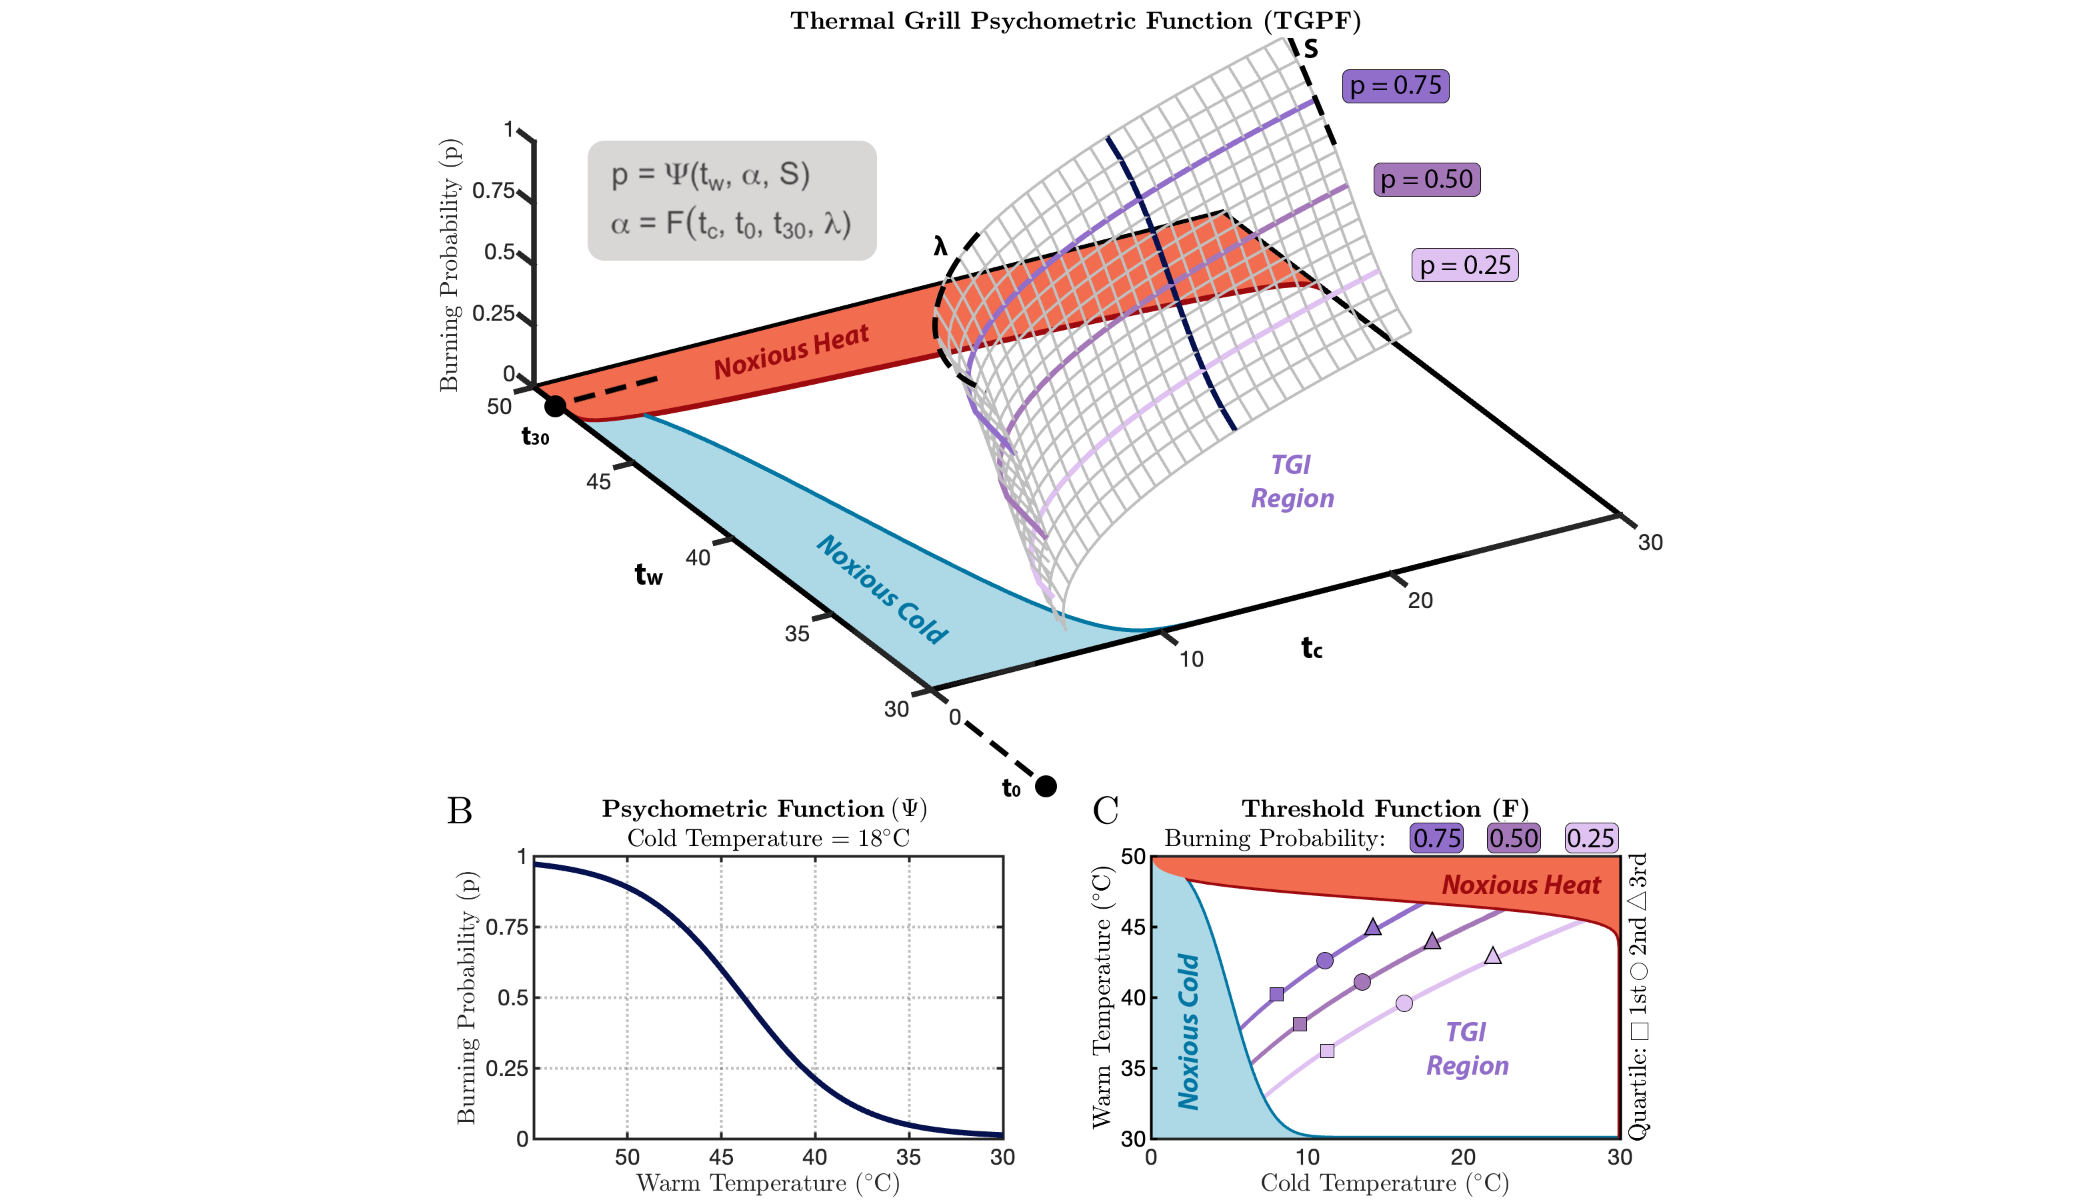 Thermal Grill Psychometric Function (TGPF)
S
p = 0.75
p = 0.50
p = 0.25
p = Ψ(tw, α, S)
α = F(tc, t0, t30, λ)
λ
Burning Probability (p)
1
0.75
0.5
0.25
0
Noxious Heat
50
t30
45
40
tw
35
30
Noxious Cold
TGI
Region
0
10
20
30
tc
t0
B
Psychometric Function (Ψ)
Cold Temperature = 18°C
Burning Probability (p)
1
0.75
0.5
0.25
0
50 45 40 35 30
Warm Temperature (°C)
C
Threshold Function (F)
Burning Probability: 0.75 0.50 0.25
Warm Temperature (°C)
50
45
40
35
30
Noxious Heat
Noxious Cold
TGI
Region
0 10 20 30
Cold Temperature (°C)
Quartile: □ 1st ○ 2nd △ 3rd